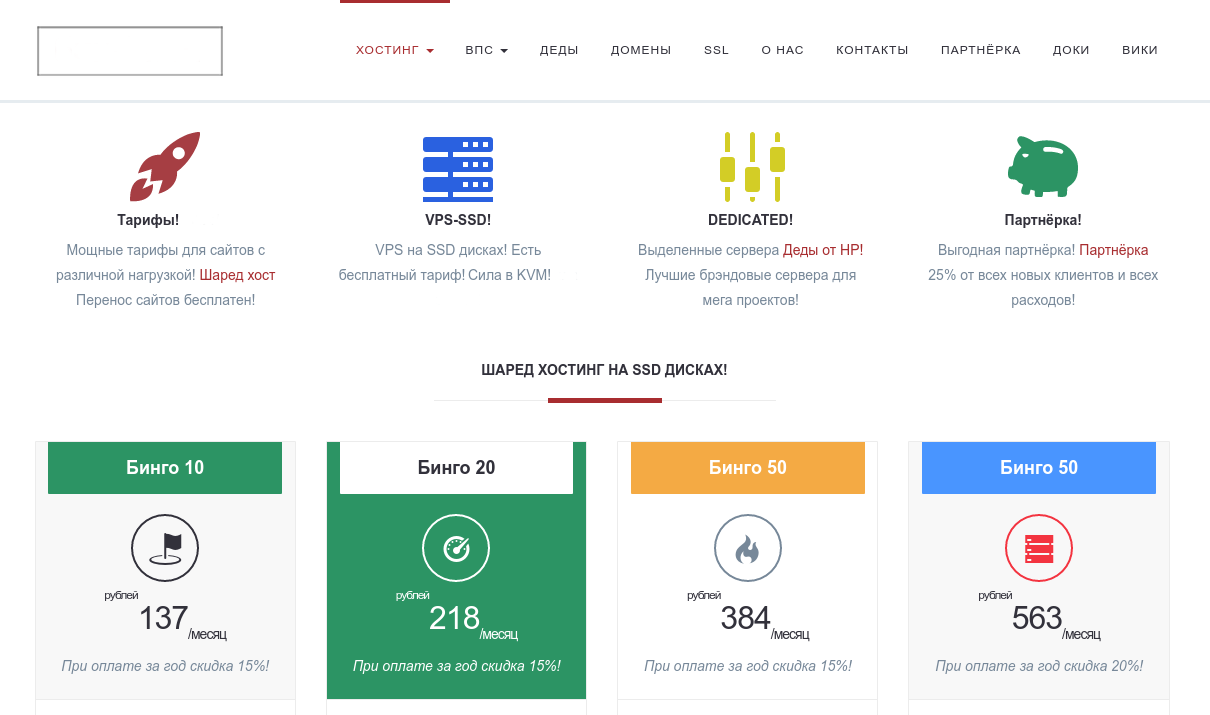 ХОСТИНГ ВПС ДЕДЫ ДОМЕНЫ SSL О НАС КОНТАКТЫ ПАРТНЁРКА ДОКИ ВИКИ
Тарифы!
Мощные тарифы для сайтов с
различной нагрузкой! Шаред хост
Перенос сайтов бесплатен!
VPS-SSD!
VPS на SSD дисках! Есть
бесплатный тариф! Сила в KVM!
DEDICATED!
Выделенные сервера Деды от HP!
Лучшие брэндовые сервера для
мега проектов!
Партнёрка!
Выгодная партнёрка! Партнёрка
25% от всех новых клиентов и всех
расходов!
ШАРЕД ХОСТИНГ НА SSD ДИСКАХ!
Бинго 10
рублей
137/месяц
При оплате за год скидка 15%!
Бинго 20
рублей
218/месяц
При оплате за год скидка 15%!
Бинго 50
рублей
384/месяц
При оплате за год скидка 15%!
Бинго 50
рублей
563/месяц
При оплате за год скидка 20%!